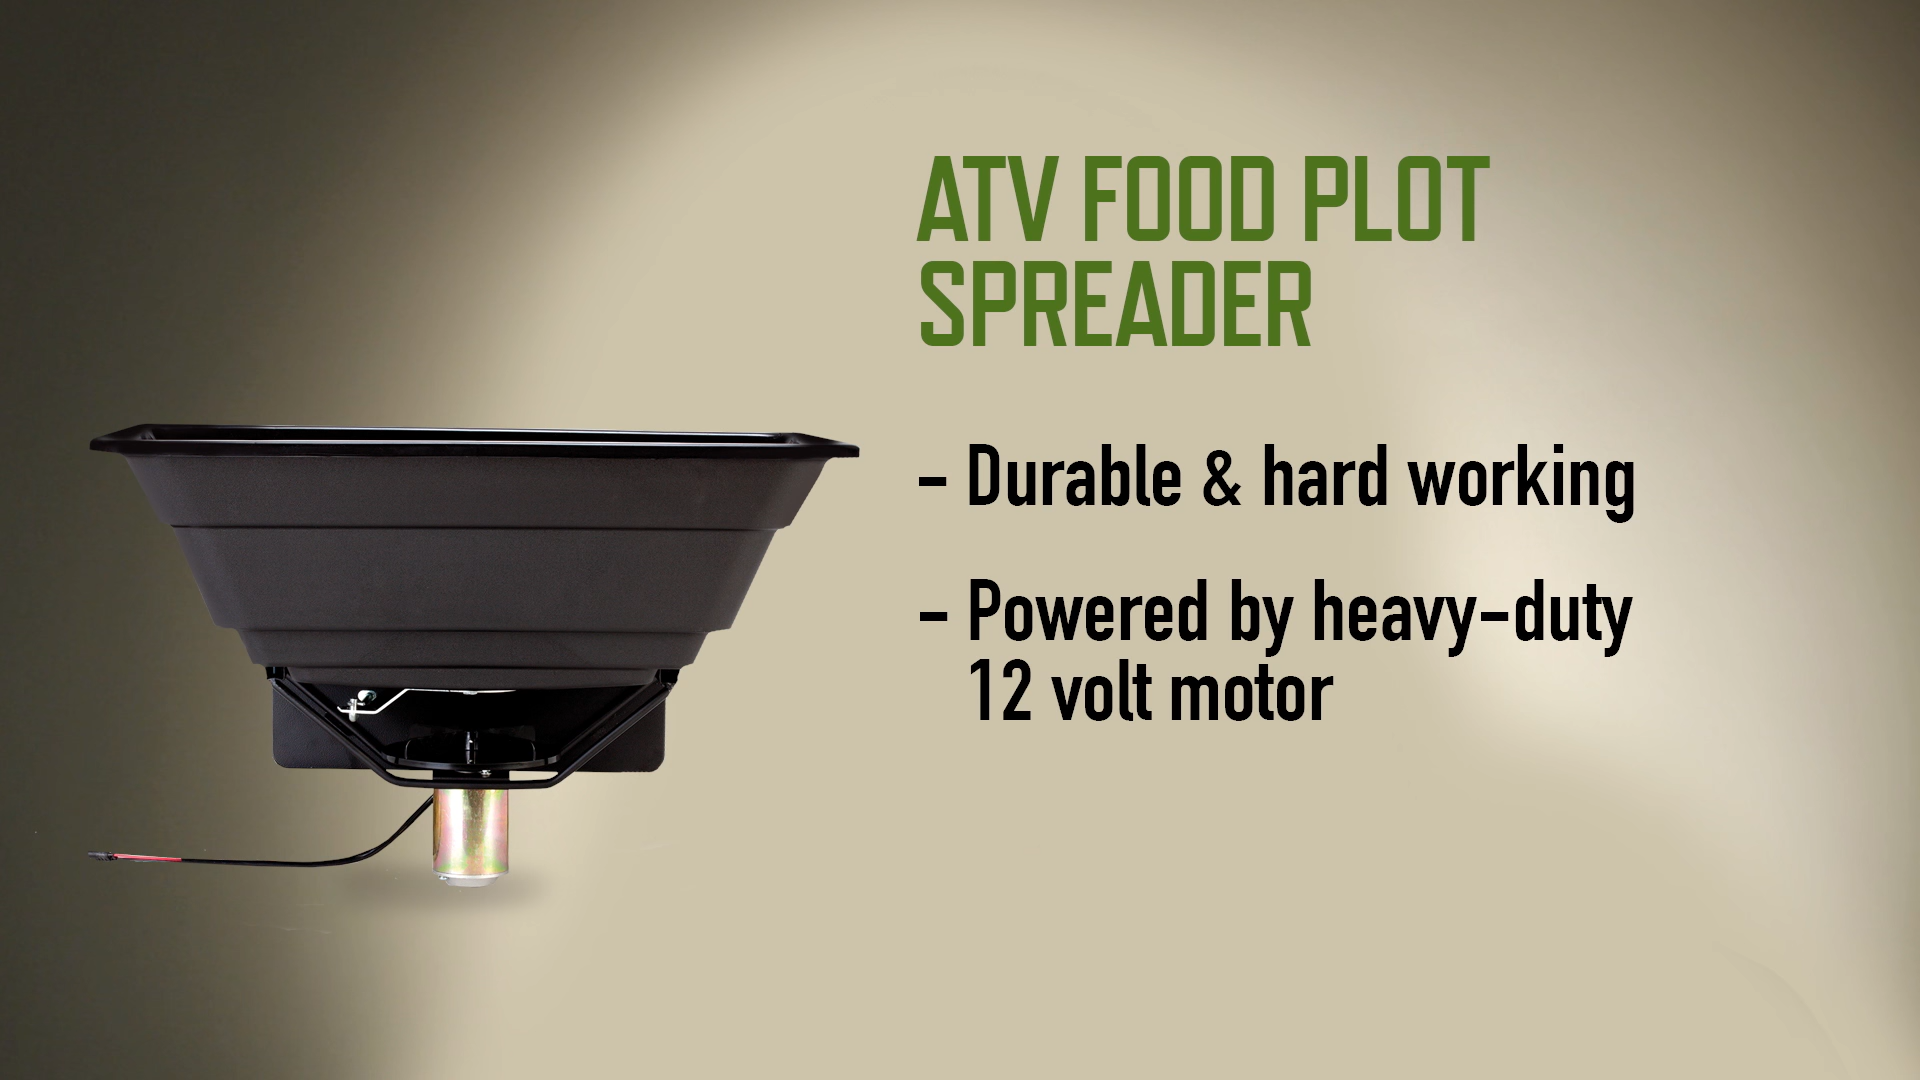 ATV FOOD PLOT
SPREADER
- Durable & hard working
- Powered by heavy-duty
12 volt motor